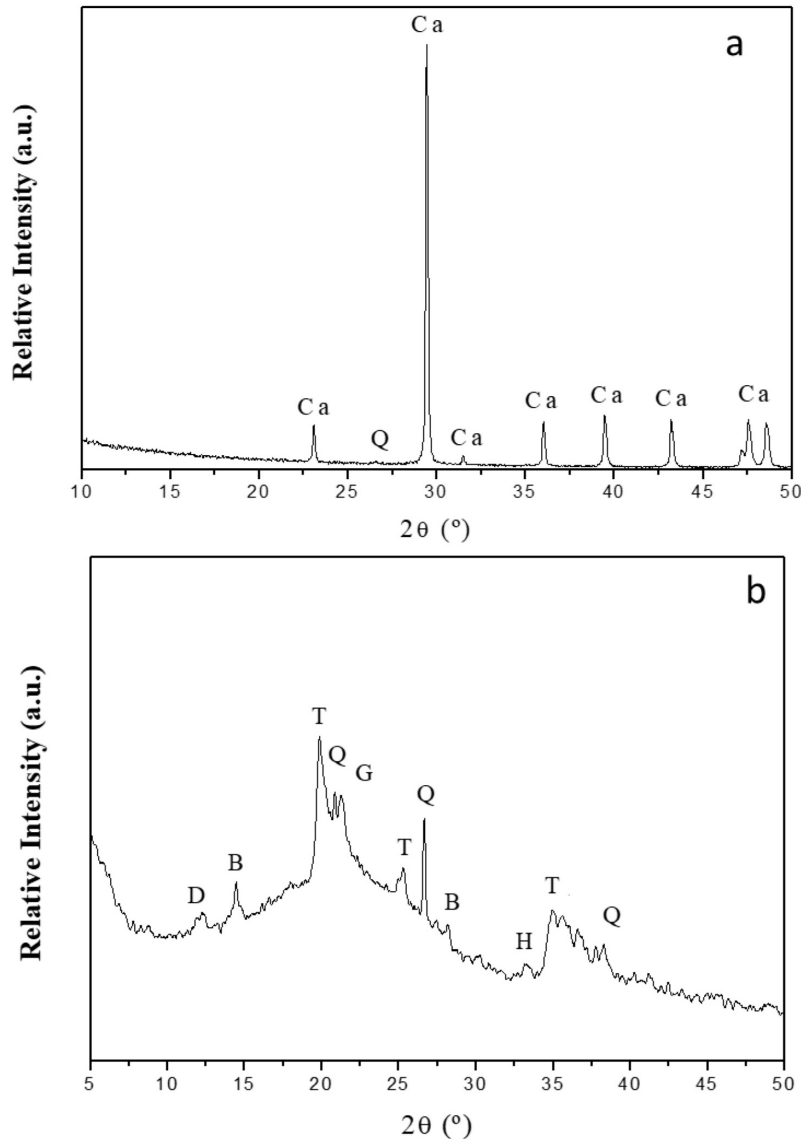 Ca
a
Relative Intensity (a.u.)
Ca Q Ca Ca Ca Ca Ca
10 15 20 25 30 35 40 45 50
2θ (º)
b
Relative Intensity (a.u.)
T
Q G
Q
D B T B H T Q
5 10 15 20 25 30 35 40 45 50
2θ (º)